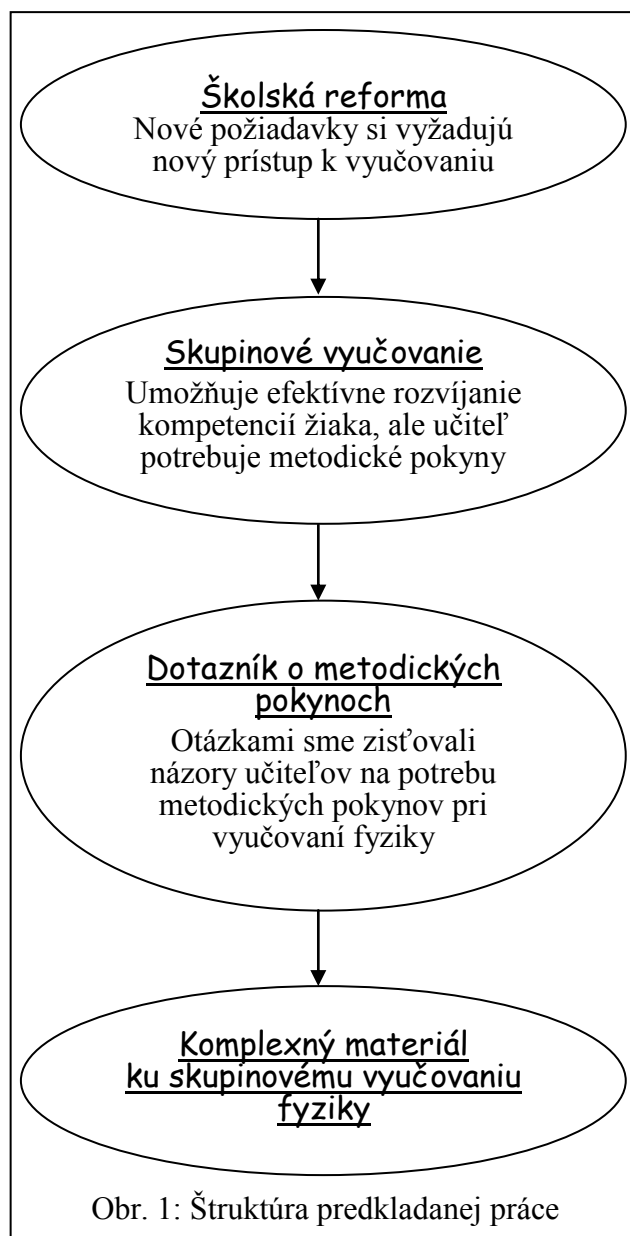 Školská reforma
Nové požiadavky si vyžadujú
nový prístup k vyučovaniu
Skupinové vyučovanie
Umožňuje efektívne rozvíjanie
kompetencií žiaka, ale učiteľ
potrebuje metodické pokyny
Dotazník o metodických
pokynoch
Otázkami sme zisťovali
názory učiteľov na potrebu
metodických pokynov pri
vyučovaní fyziky
Komplexný materiál
ku skupinovému vyučovaniu
fyziky
Obr. 1: Štruktúra predkladanej práce